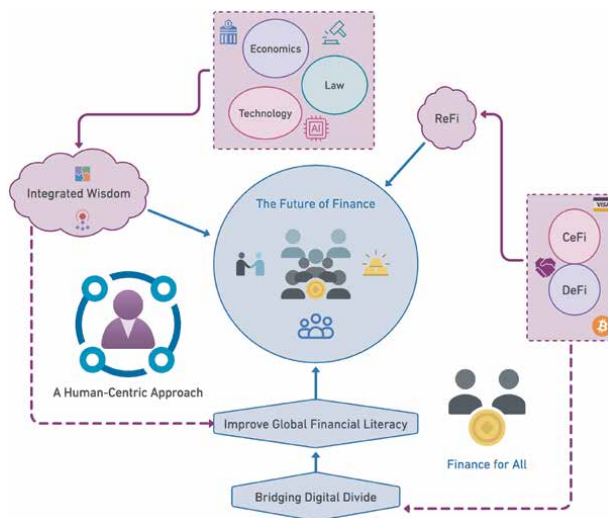 Economics
Law
Technology
AI
ReFi
Integrated Wisdom
The Future of Finance
VISA
CeFi
DeFi
A Human-Centric Approach
Improve Global Financial Literacy
Finance for All
Bridging Digital Divide